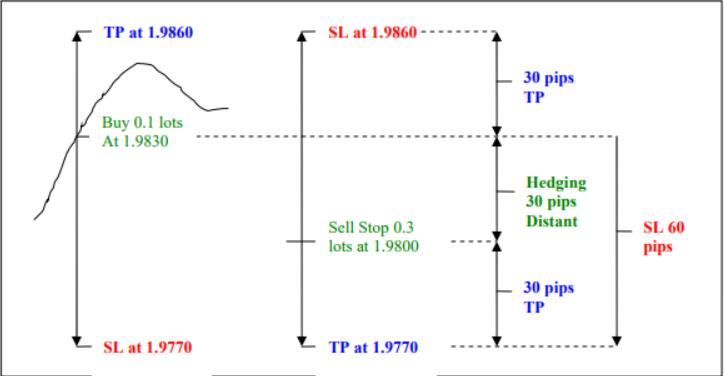 TP at 1.9860
SL at 1.9860
30 pips
TP
Buy 0.1 lots
At 1.9830
Hedging
30 pips
Distant
Sell Stop 0.3
lots at 1.9800
SL 60
pips
30 pips
TP
SL at 1.9770
TP at 1.9770